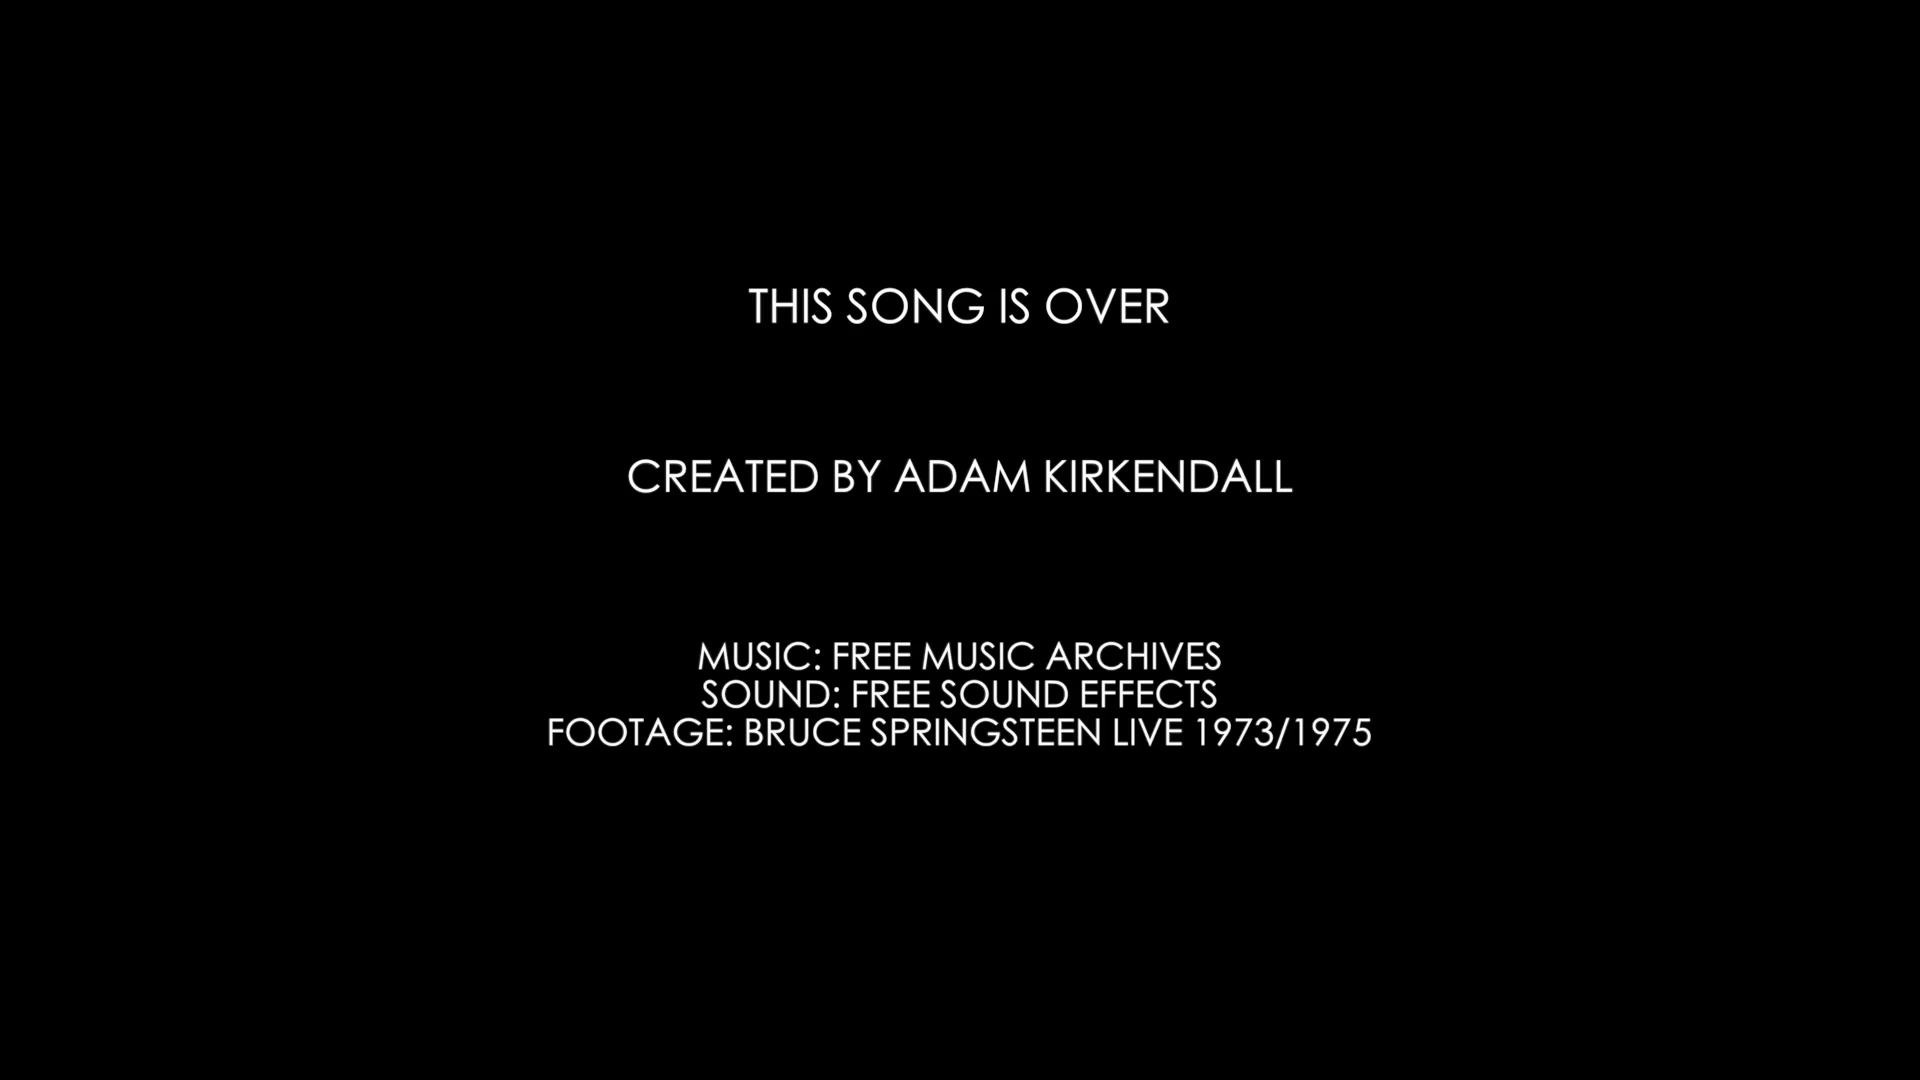 THIS SONG IS OVER
CREATED BY ADAM KIRKENDALL
MUSIC: FREE MUSIC ARCHIVES
SOUND: FREE SOUND EFFECTS
FOOTAGE: BRUCE SPRINGSTEEN LIVE 1973/1975